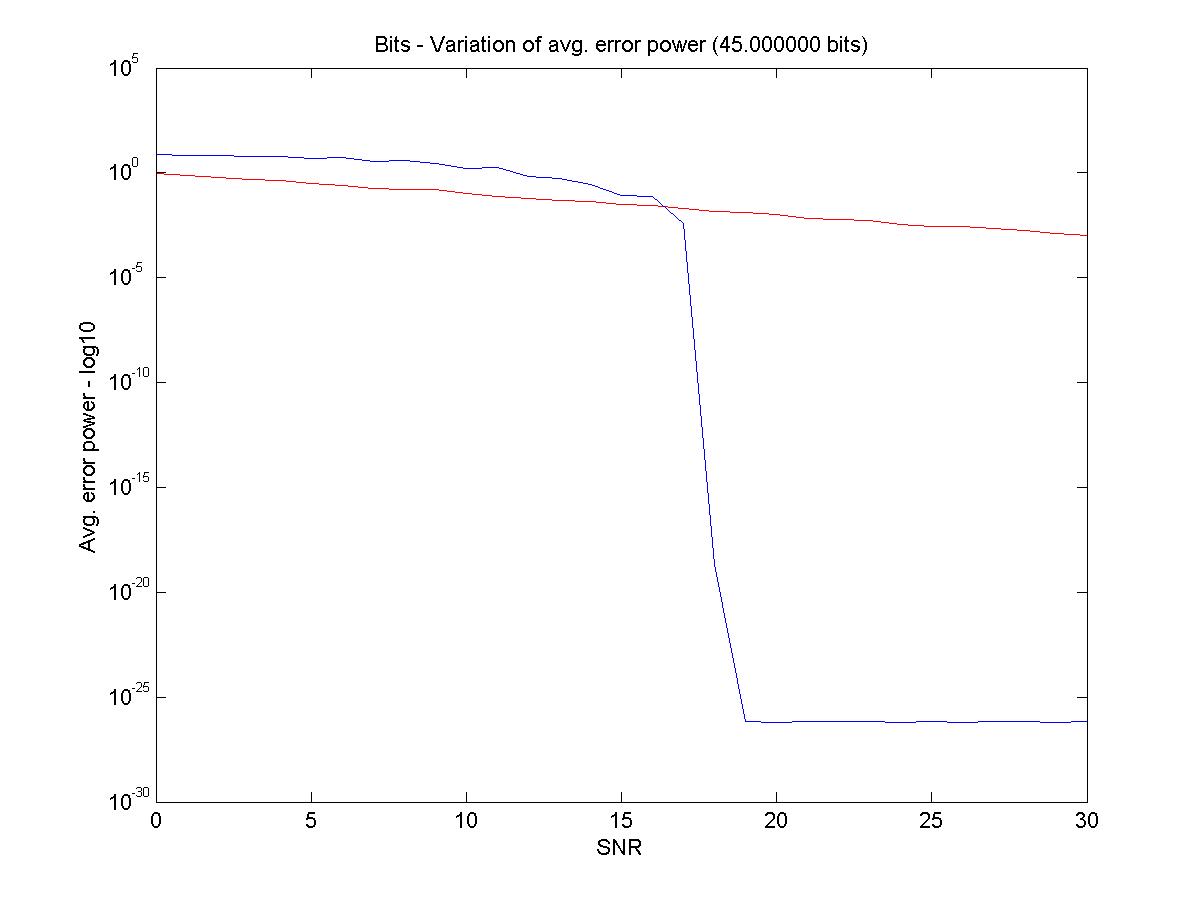 Bits - Variation of avg. error power (45.000000 bits)
10^5
10^0
10^-5
10^-10
10^-15
10^-20
10^-25
10^-30
Avg. error power - log10
0 5 10 15 20 25 30
SNR